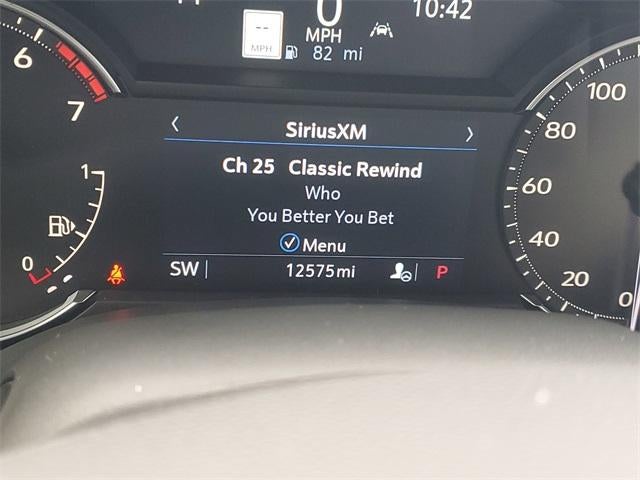 0 10:42
--
MPH
MPH
82 mi
6
7
1
0
< SiriusXM >
Ch 25 Classic Rewind
Who
You Better You Bet
Menu
SW 12575mi P
100
80
60
40
20
0